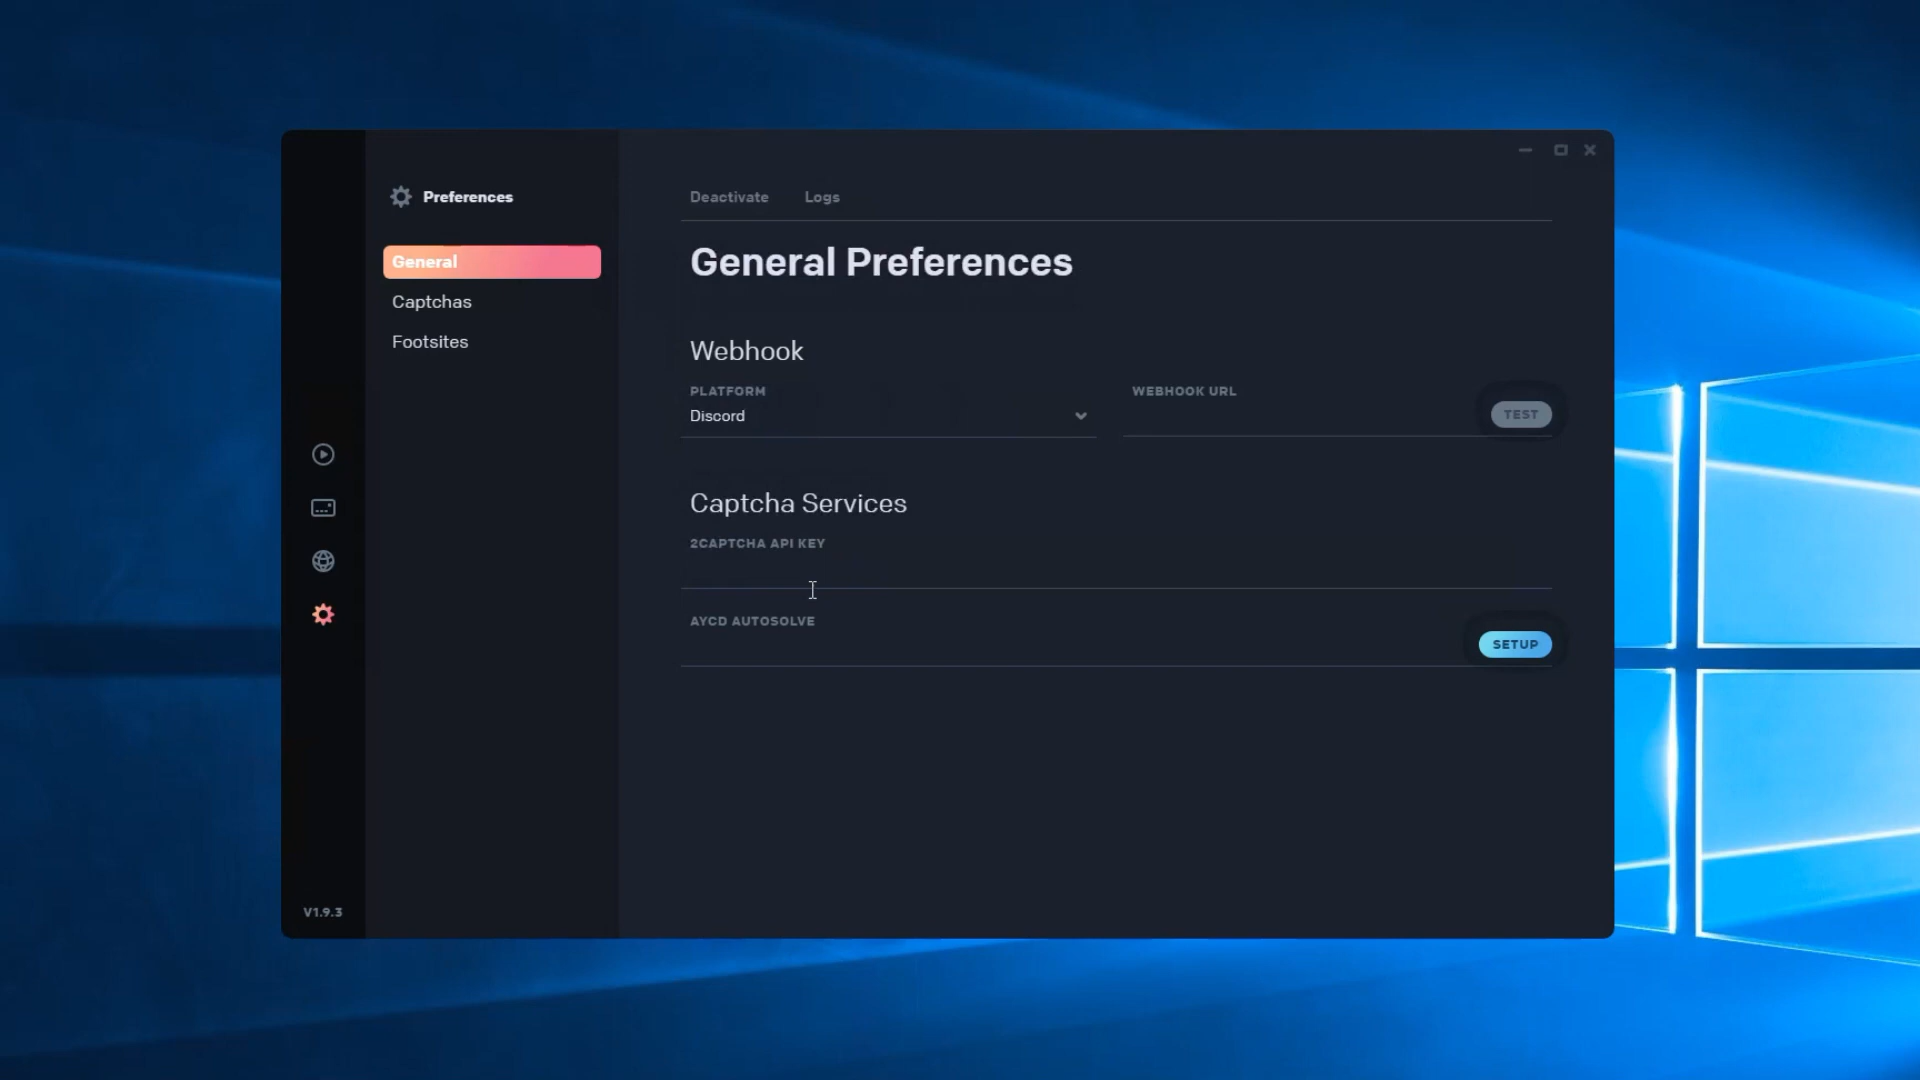 Preferences
General
Captchas
Footsites
V1.9.3
Deactivate Logs
General Preferences
Webhook
PLATFORM
Discord
WEBHOOK URL
TEST
Captcha Services
2CAPTCHA API KEY
AYCD AUTOSOLVE
SETUP